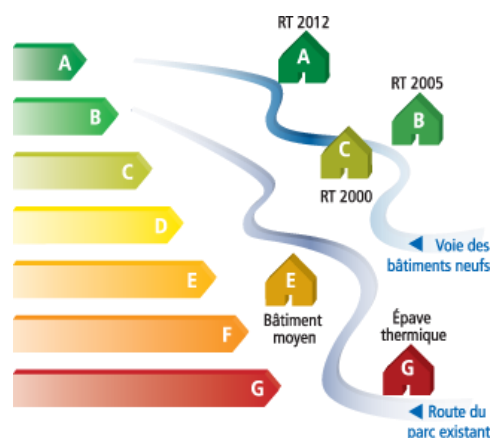 RT 2012
A
A
RT 2005
B
B
C
C
RT 2000
D
Voie des
bâtiments neufs
E
E
Bâtiment
moyen
Épave
thermique
F
G
G
Route du
parc existant